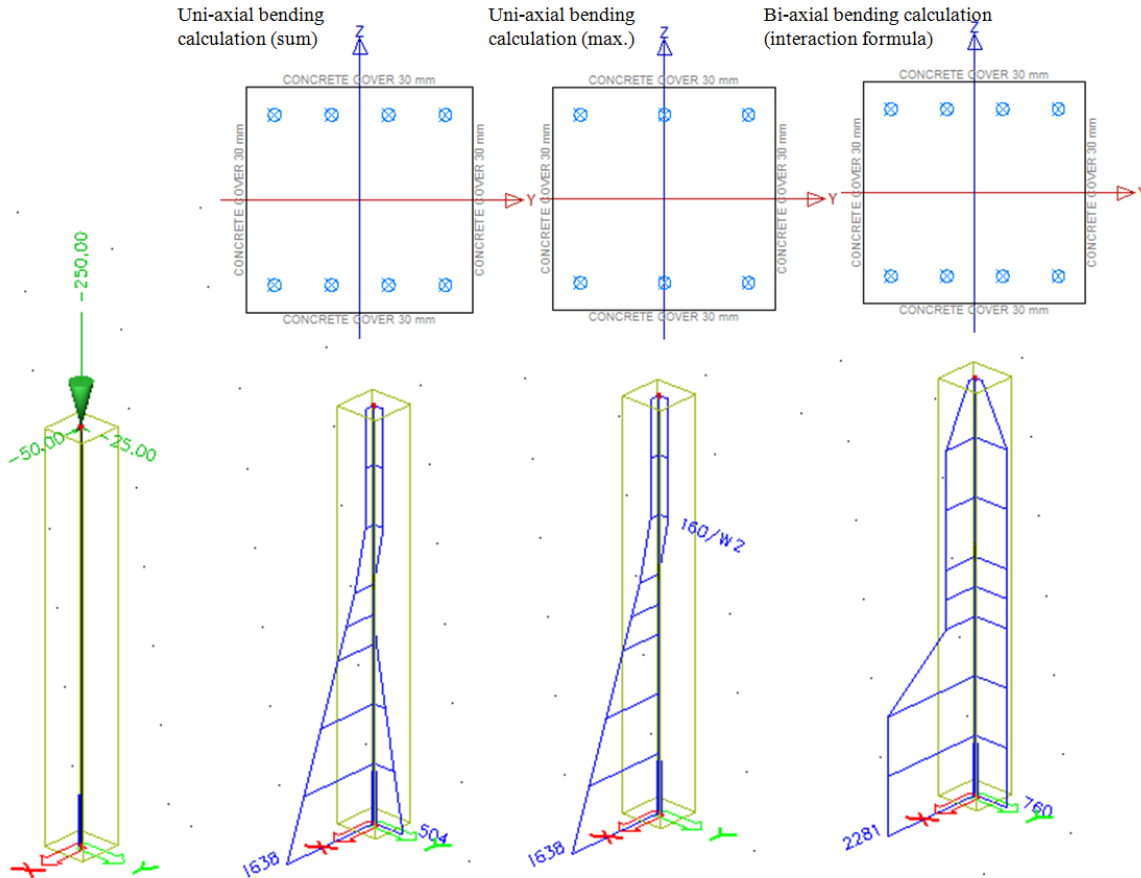 Uni-axial bending
calculation (sum)
Uni-axial bending
calculation (max.)
Bi-axial bending calculation
(interaction formula)
Z
CONCRETE COVER 30 mm
CONCRETE COVER 30 mm
CONCRETE COVER 30 mm
CONCRETE COVER 30 mm
Y
Z
CONCRETE COVER 30 mm
CONCRETE COVER 30 mm
CONCRETE COVER 30 mm
CONCRETE COVER 30 mm
Y
Z
CONCRETE COVER 30 mm
CONCRETE COVER 30 mm
CONCRETE COVER 30 mm
CONCRETE COVER 30 mm
Y
-250.00
-50.00
-25.00
X
Y
1638
504
X
Y
160/W2
1638
X
Y
2281
760
X
Y